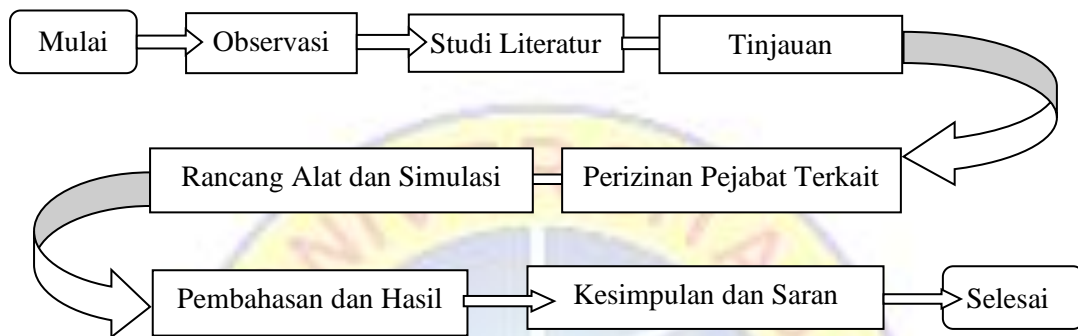 Mulai
Observasi
Studi Literatur
Tinjauan
Perizinan Pejabat Terkait
Rancang Alat dan Simulasi
Pembahasan dan Hasil
Kesimpulan dan Saran
Selesai